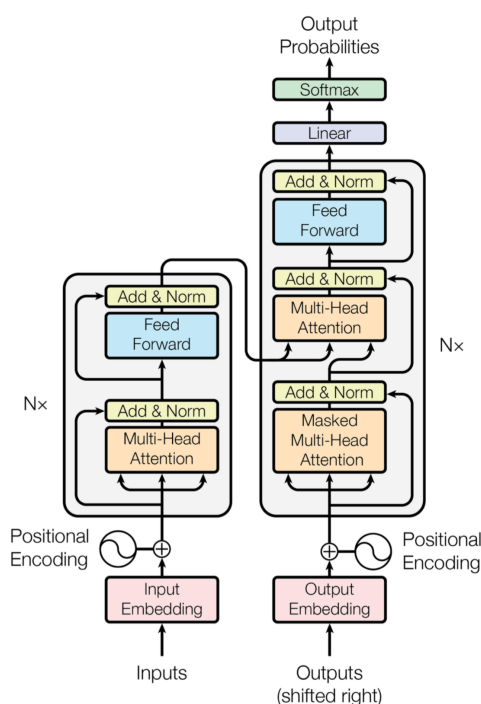 Output
Probabilities
Softmax
Linear
Add & Norm
Feed
Forward
Add & Norm
Multi-Head
Attention
Add & Norm
Masked
Multi-Head
Attention
N×
Add & Norm
Feed
Forward
Add & Norm
Multi-Head
Attention
N×
Positional
Encoding
Positional
Encoding
Input
Embedding
Output
Embedding
Inputs
Outputs
(shifted right)